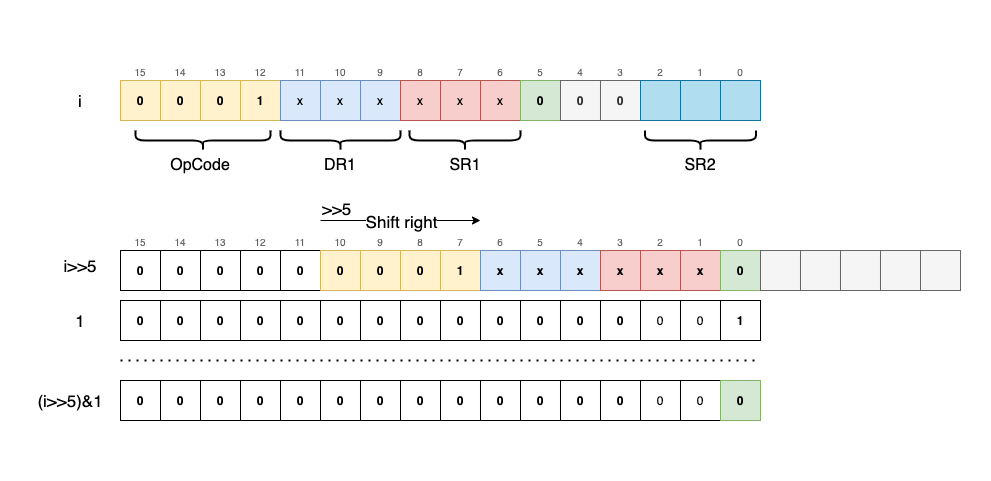 15 14 13 12 11 10 9 8 7 6 5 4 3 2 1 0
i 0 0 0 1 x x x x x x 0 0 0
OpCode DR1 SR1 SR2
>>5
Shift right
15 14 13 12 11 10 9 8 7 6 5 4 3 2 1 0
i>>5 0 0 0 0 0 0 0 0 1 x x x x x x 0
1 0 0 0 0 0 0 0 0 0 0 0 0 0 0 0 1
(i>>5)&1 0 0 0 0 0 0 0 0 0 0 0 0 0 0 0 0